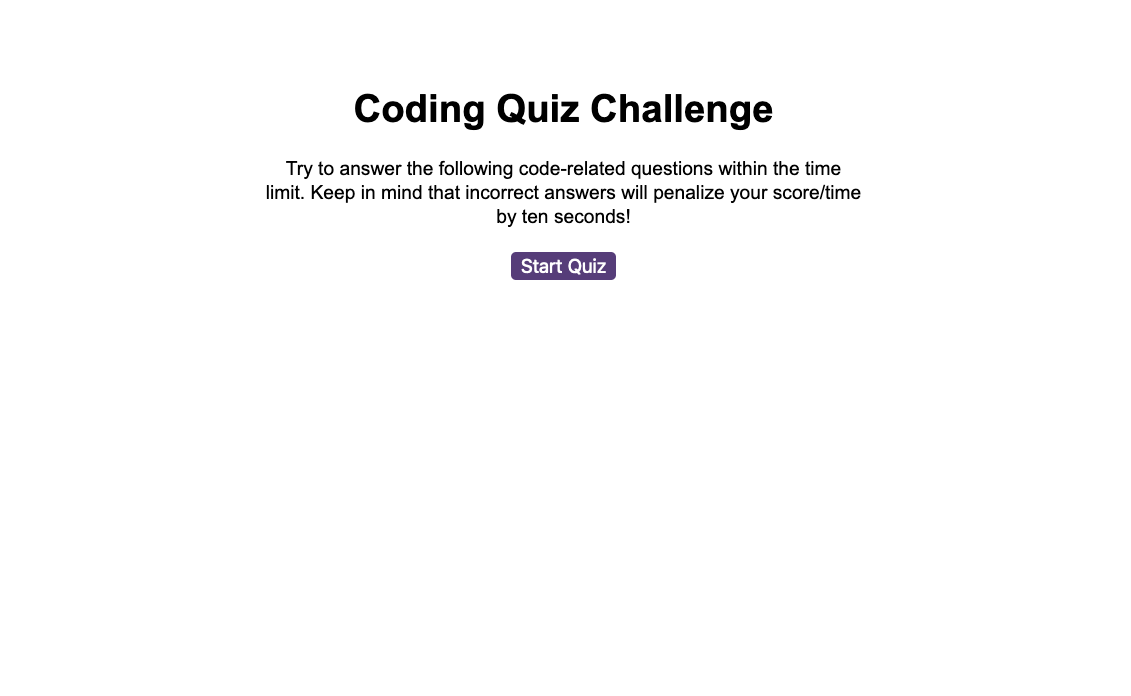 Coding Quiz Challenge
Try to answer the following code-related questions within the time
limit. Keep in mind that incorrect answers will penalize your score/time
by ten seconds!
Start Quiz